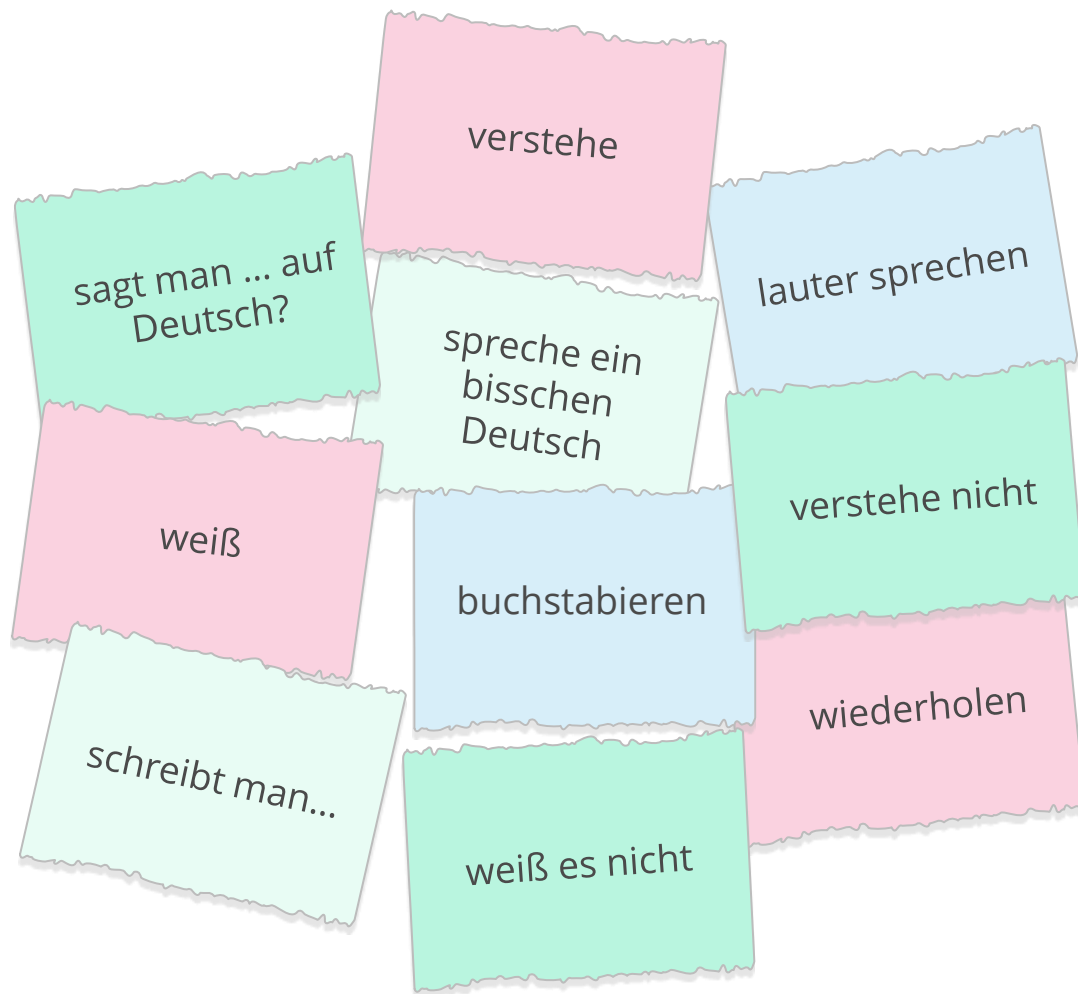 verstehe
sagt man ... auf
Deutsch?
lauter sprechen
spreche ein
bisschen
Deutsch
verstehe nicht
weiß
buchstabieren
wiederholen
schreibt man...
weiß es nicht